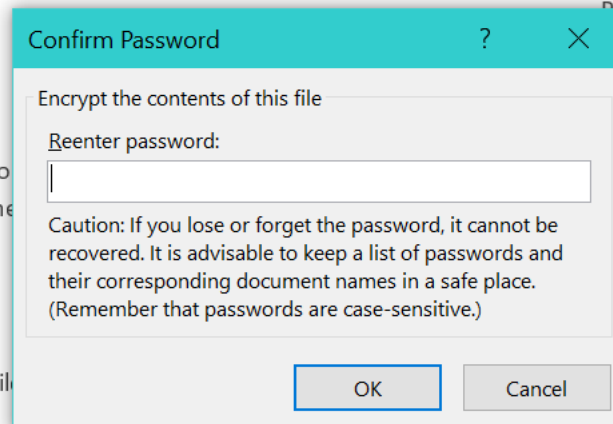 Confirm Password
?
Encrypt the contents of this file
Reenter password:
Caution: If you lose or forget the password, it cannot be
recovered. It is advisable to keep a list of passwords and
their corresponding document names in a safe place.
(Remember that passwords are case-sensitive.)
OK
Cancel